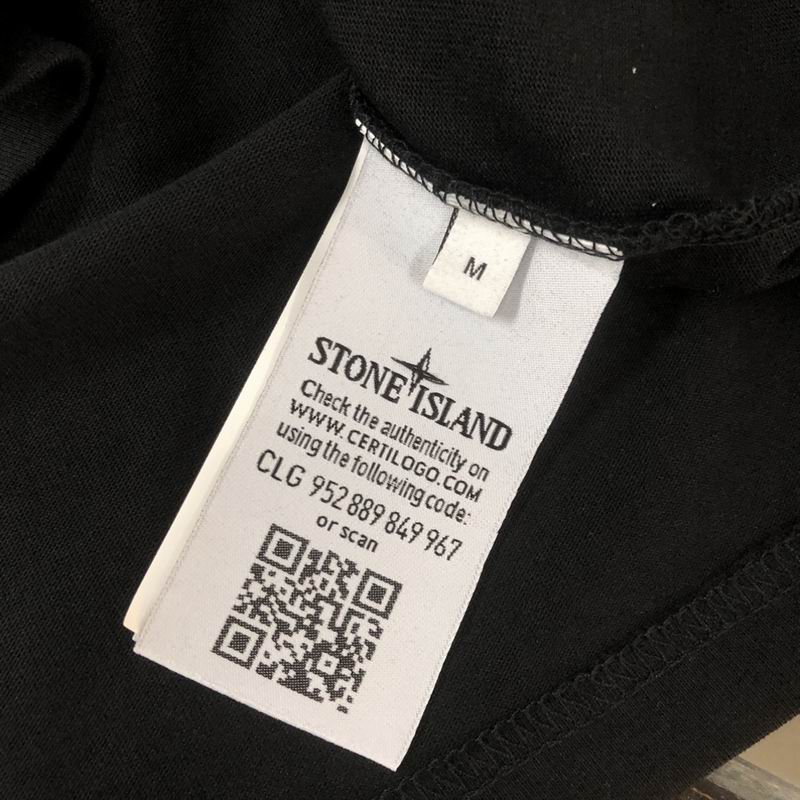 M
STONE ISLAND
Check the authenticity on
WWW.CERTILOGO.COM
using the following code:
CLG 952 889 849 967
or scan